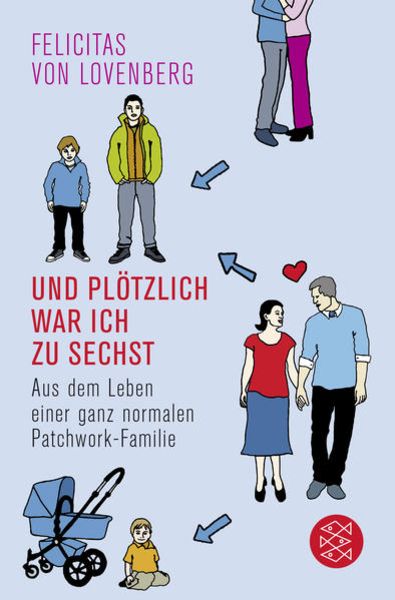 FELICITAS
VON LOVENBERG
UND PLÖTZLICH
WAR ICH
ZU SECHST
Aus dem Leben
einer ganz normalen
Patchwork-Familie